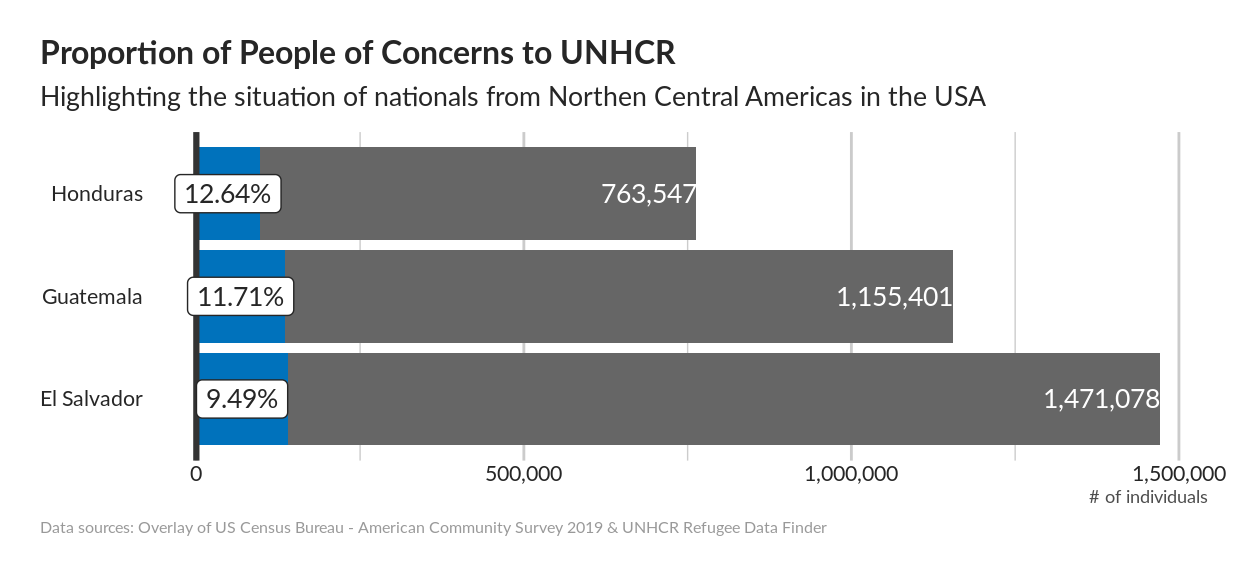 Proportion of People of Concerns to UNHCR
Highlighting the situation of nationals from Northen Central Americas in the USA
Honduras 12.64% 763,547
Guatemala 11.71% 1,155,401
El Salvador 9.49% 1,471,078
0 500,000 1,000,000 1,500,000
# of individuals
Data sources: Overlay of US Census Bureau - American Community Survey 2019 & UNHCR Refugee Data Finder